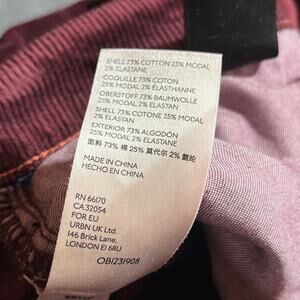 SHELL 73% COTTON 25% MODAL
2% ELASTANE
COQUILLE 73% COTON
25% MODAL 2% ÉLASTHANNE
OBERSTOFF 73% BAUMWOLLE
25% MODAL 2% ELASTAN
SHELL 73% COTONE 25% MODAL
2% ELASTAN
EXTERIOR 73% ALGODÓN
25% MODAL 2% ELASTANE
面料 73% 棉 25% 莫代尔 2% 氨纶
MADE IN CHINA
HECHO EN CHINA
RN 66170
CA 32054
FOR EU
URBN UK Ltd.
146 Brick Lane,
LONDON E1 6RU
OB1231908